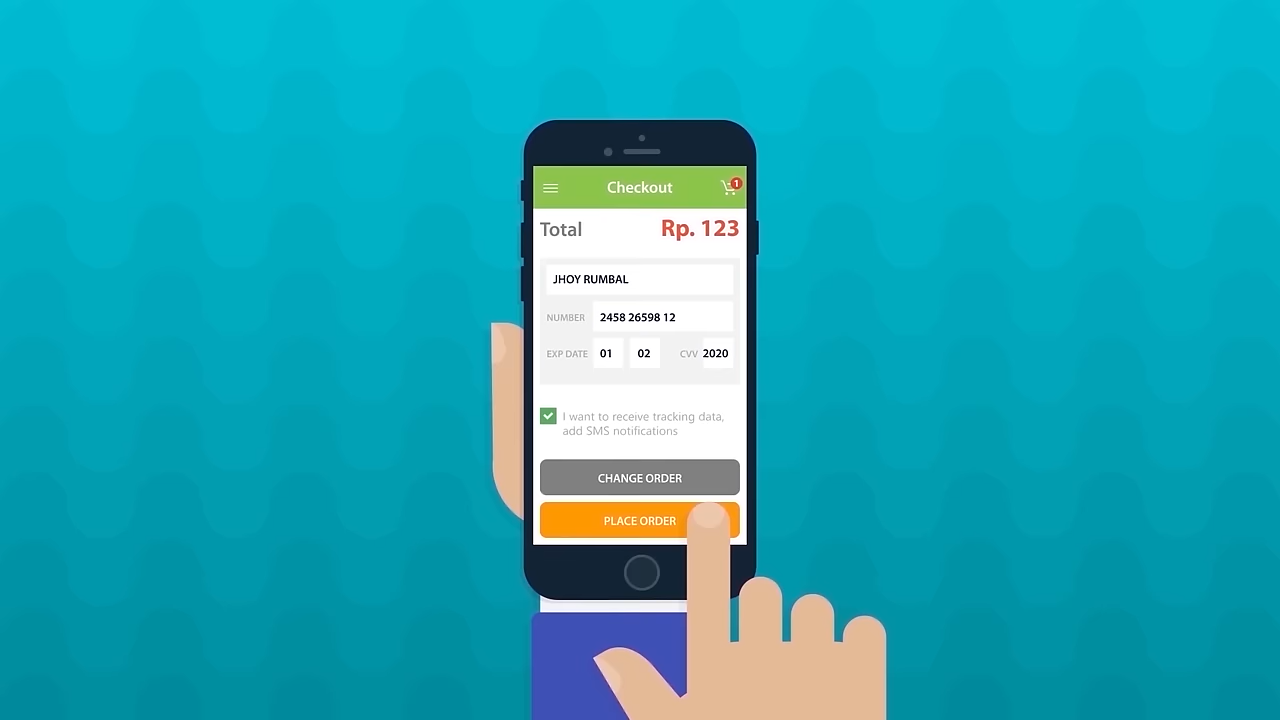 Checkout
1
Total
Rp. 123
JHOY RUMBAL
NUMBER 2458 26598 12
EXP DATE 01 02 CVV 2020
I want to receive tracking data,
add SMS notifications
CHANGE ORDER
PLACE ORDER